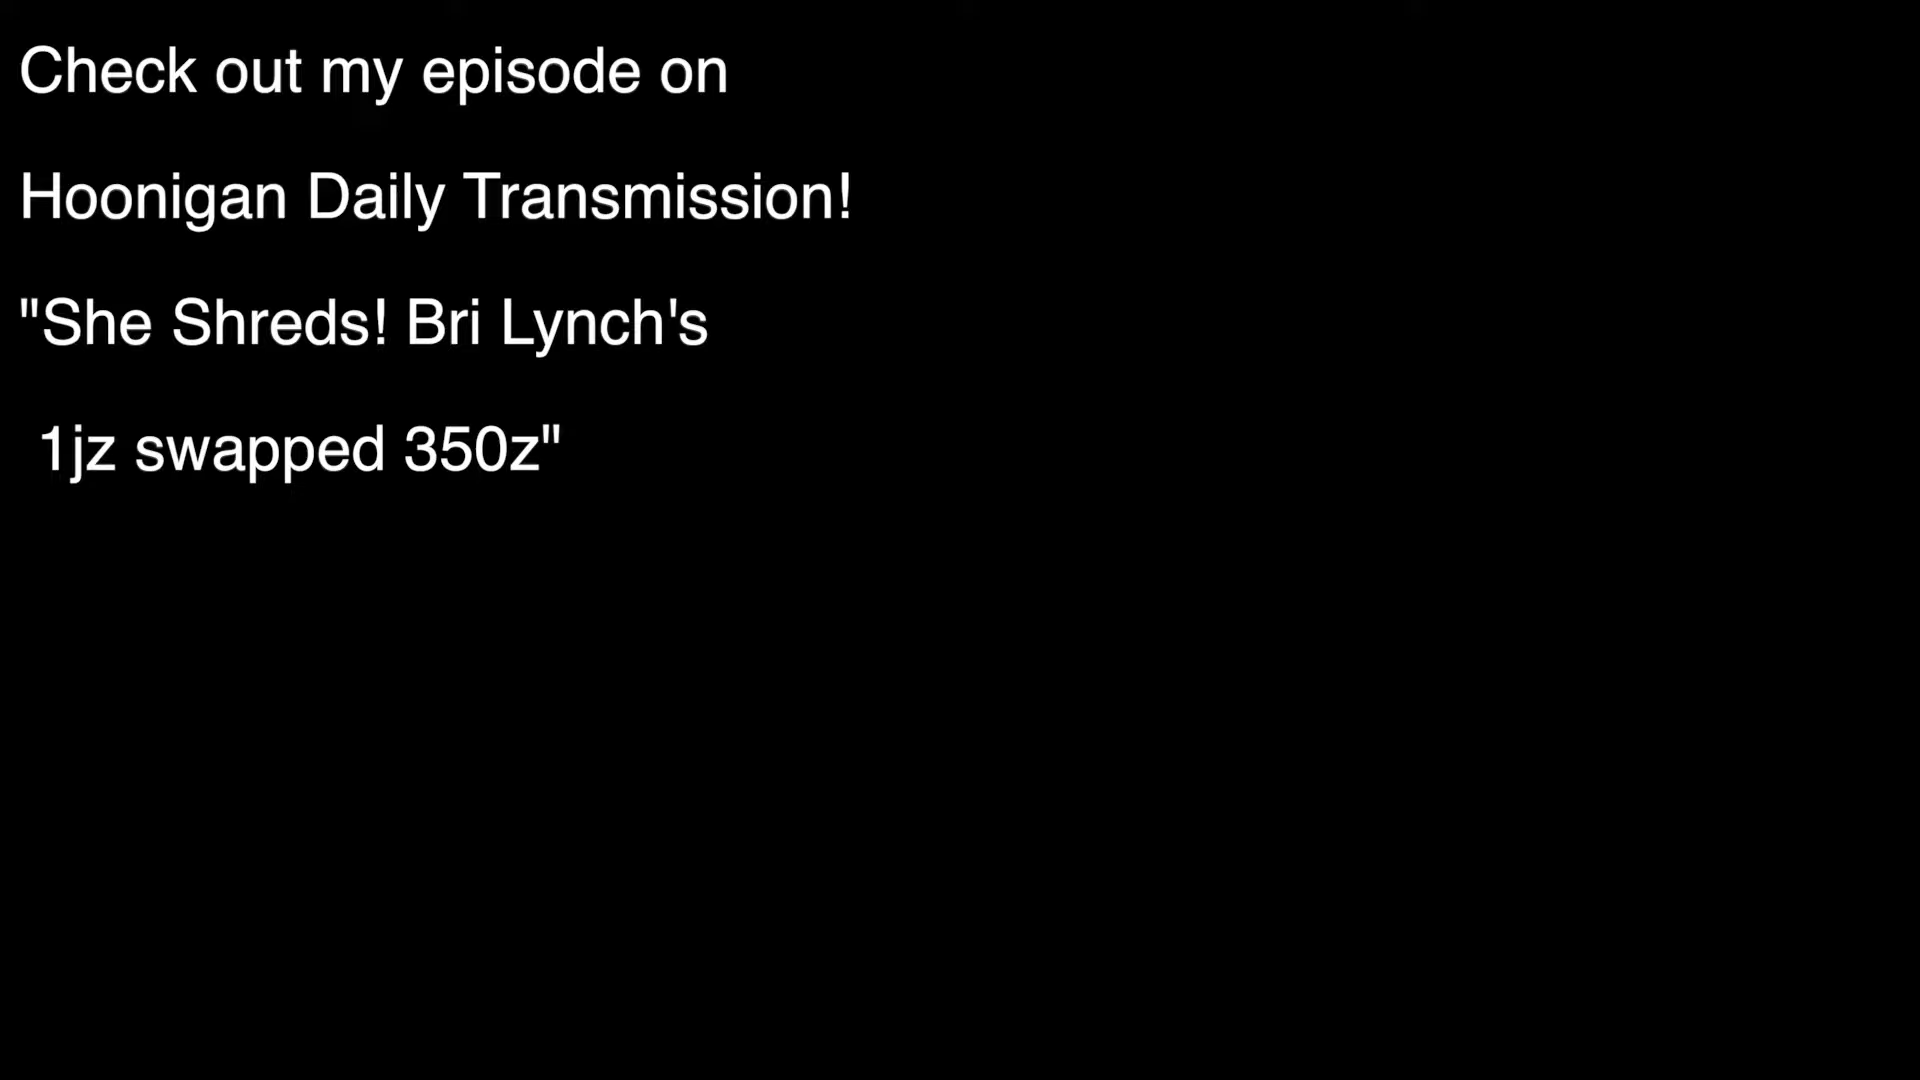 Check out my episode on
Hoonigan Daily Transmission!
"She Shreds! Bri Lynch's
1jz swapped 350z"